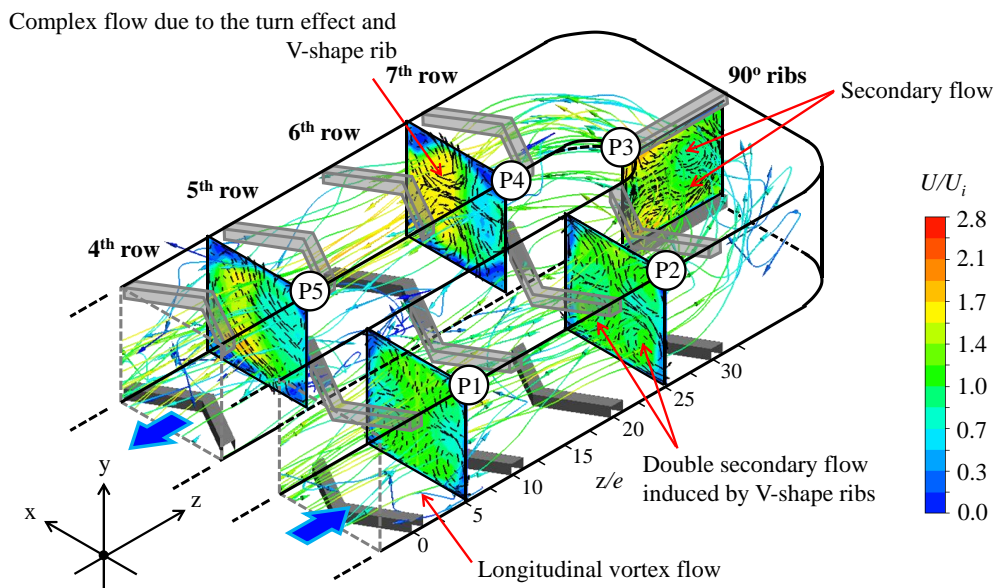 Complex flow due to the turn effect and
V-shape rib
7th row
90o ribs
Secondary flow
6th row
P3
P4
5th row
U/Ui
2.8
2.1
1.7
1.0
0.7
0.3
0.0
4th row
P5
P2
P1
30
25
20
15
10
5
0
z/e
Double secondary flow
induced by V-shape ribs
Longitudinal vortex flow
y
x
z